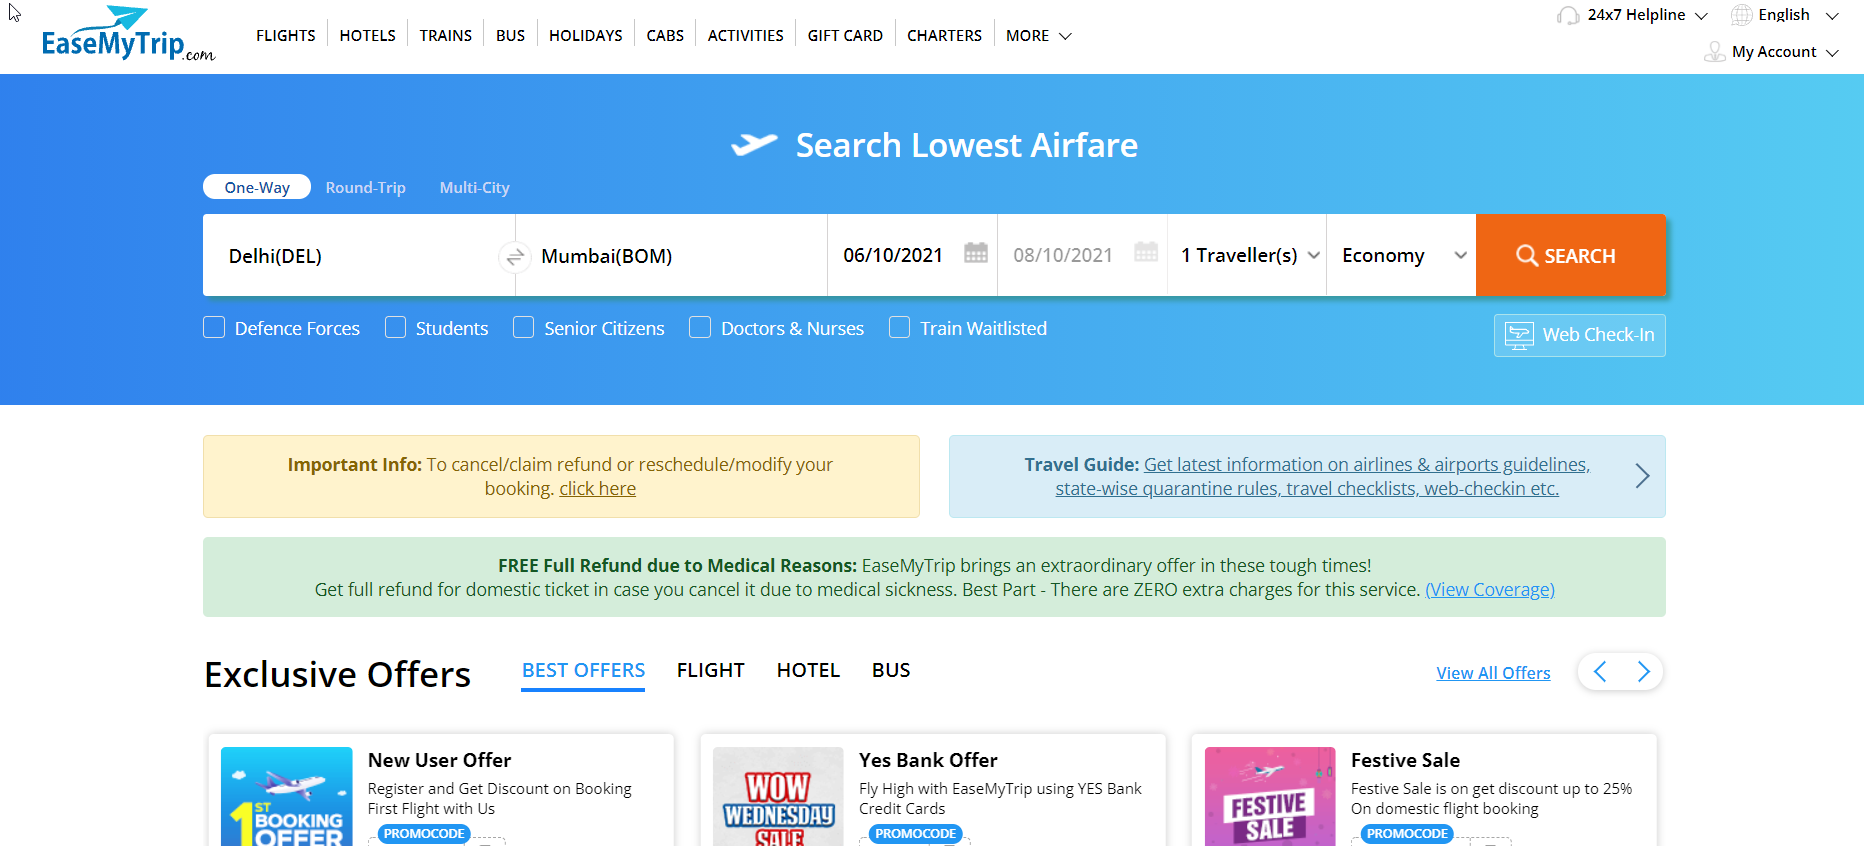 EaseMyTrip.com
FLIGHTS HOTELS TRAINS BUS HOLIDAYS CABS ACTIVITIES GIFT CARD CHARTERS MORE
24x7 Helpline English
My Account
Search Lowest Airfare
One-Way Round-Trip Multi-City
Delhi(DEL) Mumbai(BOM) 06/10/2021 08/10/2021 1 Traveller(s) Economy SEARCH
Defence Forces Students Senior Citizens Doctors & Nurses Train Waitlisted
Web Check-In
Important Info: To cancel/claim refund or reschedule/modify your
booking. click here
Travel Guide: Get latest information on airlines & airports guidelines,
state-wise quarantine rules, travel checklists, web-checkin etc.
FREE Full Refund due to Medical Reasons: EaseMyTrip brings an extraordinary offer in these tough times!
Get full refund for domestic ticket in case you cancel it due to medical sickness. Best Part - There are ZERO extra charges for this service. (View Coverage)
Exclusive Offers BEST OFFERS FLIGHT HOTEL BUS View All Offers
1ST
BOOKING
OFFER
New User Offer
Register and Get Discount on Booking
First Flight with Us
PROMOCODE
WOW
WEDNESDAY
SALE
Yes Bank Offer
Fly High with EaseMyTrip using YES Bank
Credit Cards
PROMOCODE
FESTIVE
SALE
Festive Sale
Festive Sale is on get discount up to 25%
On domestic flight booking
PROMOCODE